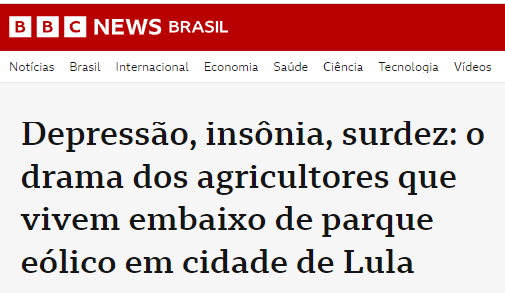 BBC NEWS BRASIL
Notícias Brasil Internacional Economia Saúde Ciência Tecnologia Vídeos
Depressão, insônia, surdez: o
drama dos agricultores que
vivem embaixo de parque
eólico em cidade de Lula